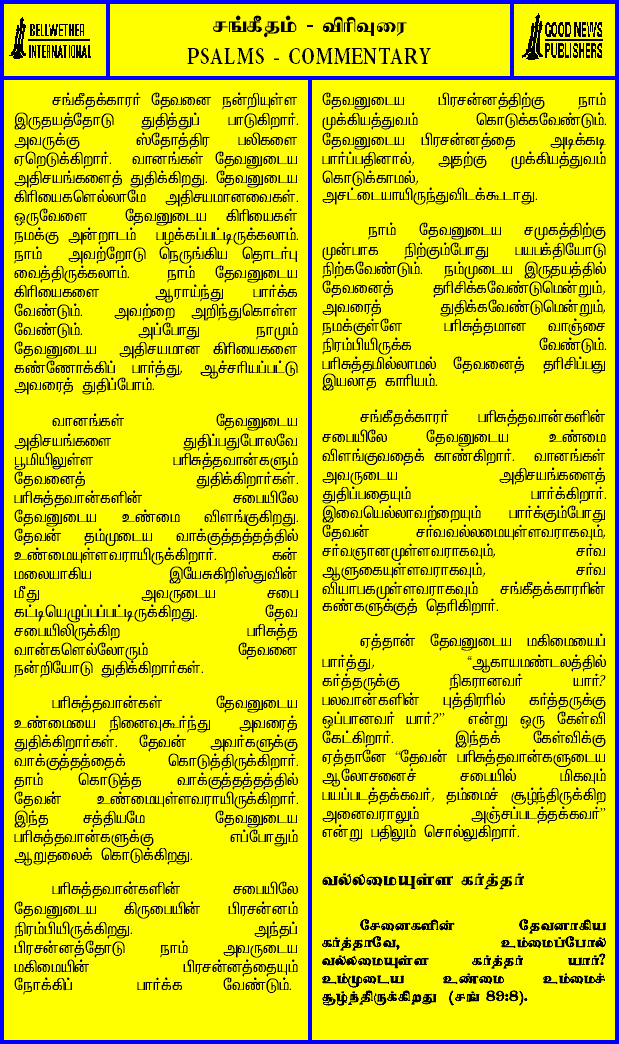 BELLWETHER
INTERNATIONAL
சங்கீதம் - விரிவுரை
PSALMS - COMMENTARY
GOOD NEWS
PUBLISHERS
சங்கீதக்காரர் தேவனை நன்றியுள்ள
இருதயத்தோடு துதித்துப் பாடுகிறார்.
அவருக்கு ஸ்தோத்திர பலிகளை
ஏறெடுக்கிறார். வானங்கள் தேவனுடைய
அதிசயங்களைத் துதிக்கிறது. தேவனுடைய
கிரியைகளெல்லாமே அதிசயமானவைகள்.
ஒருவேளை தேவனுடைய கிரியைகள்
நமக்கு அன்றாடம் பழக்கப்பட்டிருக்கலாம்.
நாம் அவற்றோடு நெருங்கிய தொடர்பு
வைத்திருக்கலாம். நாம் தேவனுடைய
கிரியைகளை ஆராய்ந்து பார்க்க
வேண்டும். அவற்றை அறிந்துகொள்ள
வேண்டும். அப்போது நாமும்
தேவனுடைய அதிசயமான கிரியைகளை
கண்ணோக்கிப் பார்த்து, ஆச்சரியப்பட்டு
அவரைத் துதிப்போம்.
வானங்கள் தேவனுடைய
அதிசயங்களை துதிப்பதுபோலவே
பூமியிலுள்ள பரிசுத்தவான்களும்
தேவனைத் துதிக்கிறார்கள்.
பரிசுத்தவான்களின் சபையிலே
தேவனுடைய உண்மை விளங்குகிறது.
தேவன் தம்முடைய வாக்குத்தத்தத்தில்
உண்மையுள்ளவராயிருக்கிறார். கன்
மலையாகிய இயேசுகிறிஸ்துவின்
மீது அவருடைய சபை
கட்டியெழுப்பப்பட்டிருக்கிறது. தேவ
சபையிலிருக்கிற பரிசுத்த
வான்களெல்லோரும் தேவனை
நன்றியோடு துதிக்கிறார்கள்.
பரிசுத்தவான்கள் தேவனுடைய
உண்மையை நினைவுகூர்ந்து அவரைத்
துதிக்கிறார்கள். தேவன் அவர்களுக்கு
வாக்குத்தத்தைக் கொடுத்திருக்கிறார்.
தாம் கொடுத்த வாக்குத்தத்தத்தில்
தேவன் உண்மையுள்ளவராயிருக்கிறார்.
இந்த சத்தியமே தேவனுடைய
பரிசுத்தவான்களுக்கு எப்போதும்
ஆறுதலைக் கொடுக்கிறது.
பரிசுத்தவான்களின் சபையிலே
தேவனுடைய கிருபையின் பிரசன்னம்
நிரம்பியிருக்கிறது. அந்தப்
பிரசன்னத்தோடு நாம் அவருடைய
மகிமையின் பிரசன்னத்தையும்
நோக்கிப் பார்க்க வேண்டும்.
தேவனுடைய பிரசன்னத்திற்கு நாம்
முக்கியத்துவம் கொடுக்கவேண்டும்.
தேவனுடைய பிரசன்னத்தை அடிக்கடி
பார்ப்பதினால், அதற்கு முக்கியத்துவம்
கொடுக்காமல்,
அசட்டையாயிருந்துவிடக்கூடாது.
நாம் தேவனுடைய சமுகத்திற்கு
முன்பாக நிற்கும்போது பயபக்தியோடு
நிற்கவேண்டும். நம்முடைய இருதயத்தில்
தேவனைத் தரிசிக்கவேண்டுமென்றும்,
அவரைத் துதிக்கவேண்டுமென்றும்,
நமக்குள்ளே பரிசுத்தமான வாஞ்சை
நிரம்பியிருக்க வேண்டும்.
பரிசுத்தமில்லாமல் தேவனைத் தரிசிப்பது
இயலாத காரியம்.
சங்கீதக்காரர் பரிசுத்தவான்களின்
சபையிலே தேவனுடைய உண்மை
விளங்குவதைக் காண்கிறார். வானங்கள்
அவருடைய அதிசயங்களைத்
துதிப்பதையும் பார்க்கிறார்.
இவையெல்லாவற்றையும் பார்க்கும்போது
தேவன் சர்வவல்லமையுள்ளவராகவும்,
சர்வஞானமுள்ளவராகவும், சர்வ
ஆளுகையுள்ளவராகவும், சர்வ
வியாபகமுள்ளவராகவும் சங்கீதக்காரரின்
கண்களுக்குத் தெரிகிறார்.
ஏத்தான் தேவனுடைய மகிமையைப்
பார்த்து, “ஆகாயமண்டலத்தில்
கர்த்தருக்கு நிகரானவர் யார்?
பலவான்களின் புத்திரரில் கர்த்தருக்கு
ஒப்பானவர் யார்?” என்று ஒரு கேள்வி
கேட்கிறார். இந்தக் கேள்விக்கு
ஏத்தானே “தேவன் பரிசுத்தவான்களுடைய
ஆலோசனைச் சபையில் மிகவும்
பயப்படத்தக்கவர், தம்மைச் சூழ்ந்திருக்கிற
அனைவராலும் அஞ்சப்படத்தக்கவர்”
என்று பதிலும் சொல்லுகிறார்.
வல்லமையுள்ள கர்த்தர்
சேனைகளின் தேவனாகிய
கர்த்தாவே, உம்மைப்போல்
வல்லமையுள்ள கர்த்தர் யார்?
உம்முடைய உண்மை உம்மைச்
சூழ்ந்திருக்கிறது (சங் 89:8).